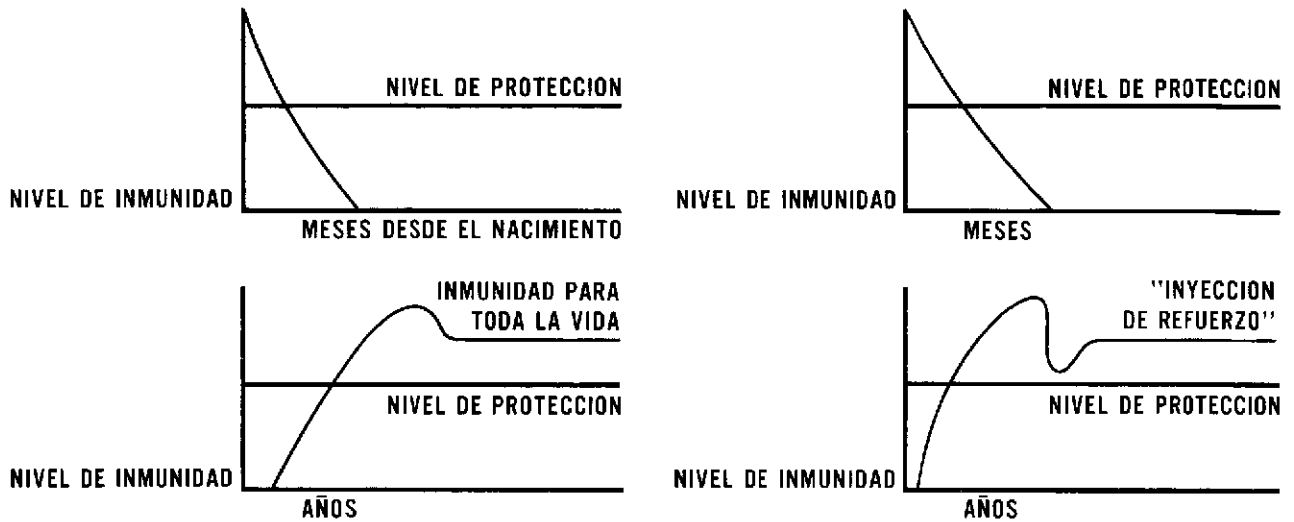 NIVEL DE PROTECCION
NIVEL DE INMUNIDAD
MESES DESDE EL NACIMIENTO
NIVEL DE PROTECCION
NIVEL DE INMUNIDAD
MESES
INMUNIDAD PARA
TODA LA VIDA
NIVEL DE PROTECCION
NIVEL DE INMUNIDAD
AÑOS
"INYECCION
DE REFUERZO"
NIVEL DE PROTECCION
NIVEL DE INMUNIDAD
AÑOS